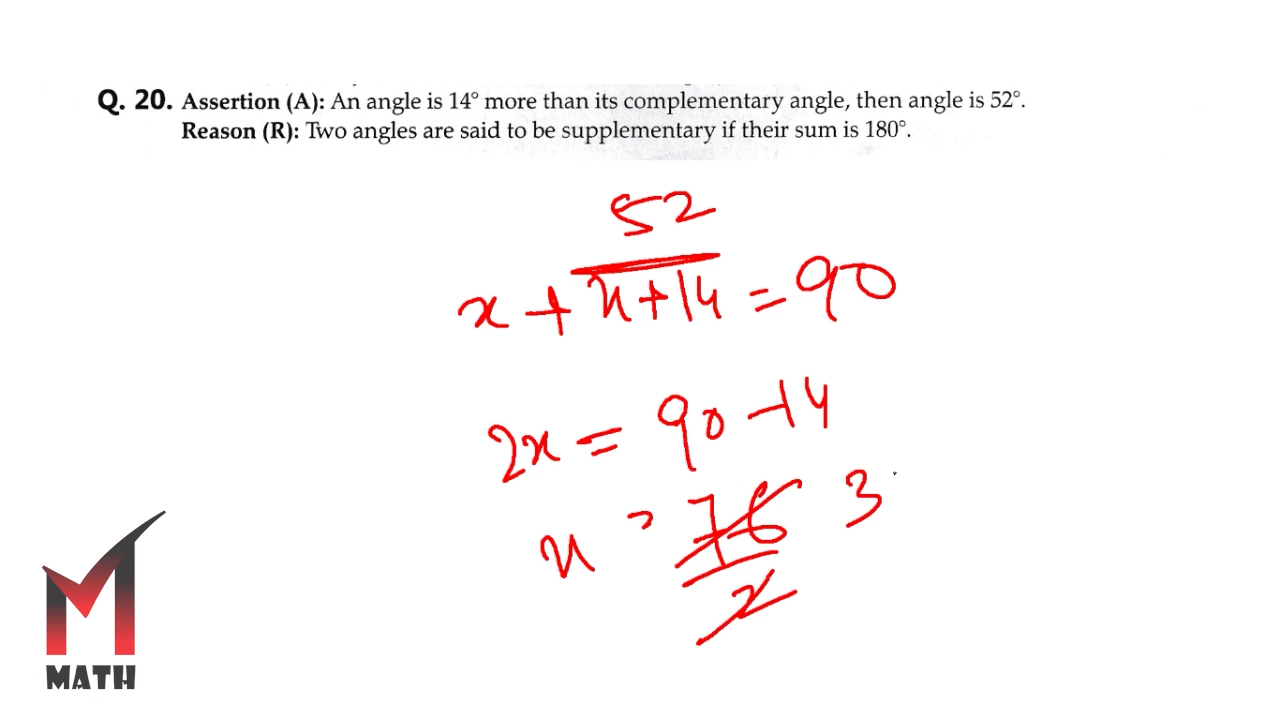 Q. 20. Assertion (A): An angle is 14° more than its complementary angle, then angle is 52°.
Reason (R): Two angles are said to be supplementary if their sum is 180°.
52
x + x+14 = 90
2x = 90-14
x = 76/2 3
MATH